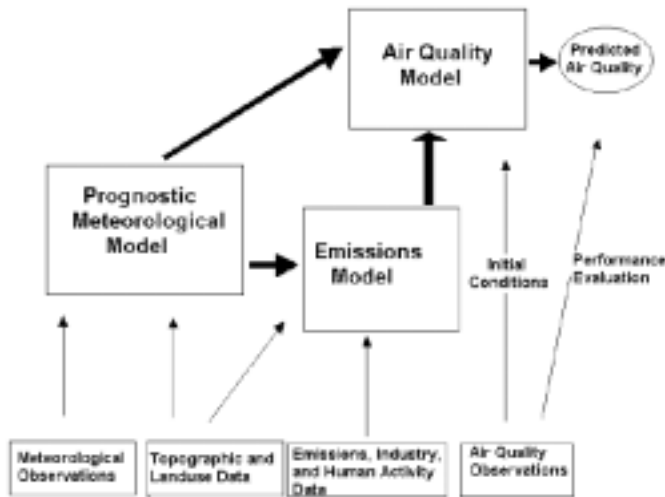 Air Quality
Model
Predicted
Air Quality
Prognostic
Meteorological
Model
Emissions
Model
Initial
Conditions
Performance
Evaluation
Meteorological
Observations
Topographic and
Landuse Data
Emissions, Industry,
and Human Activity
Data
Air Quality
Observations